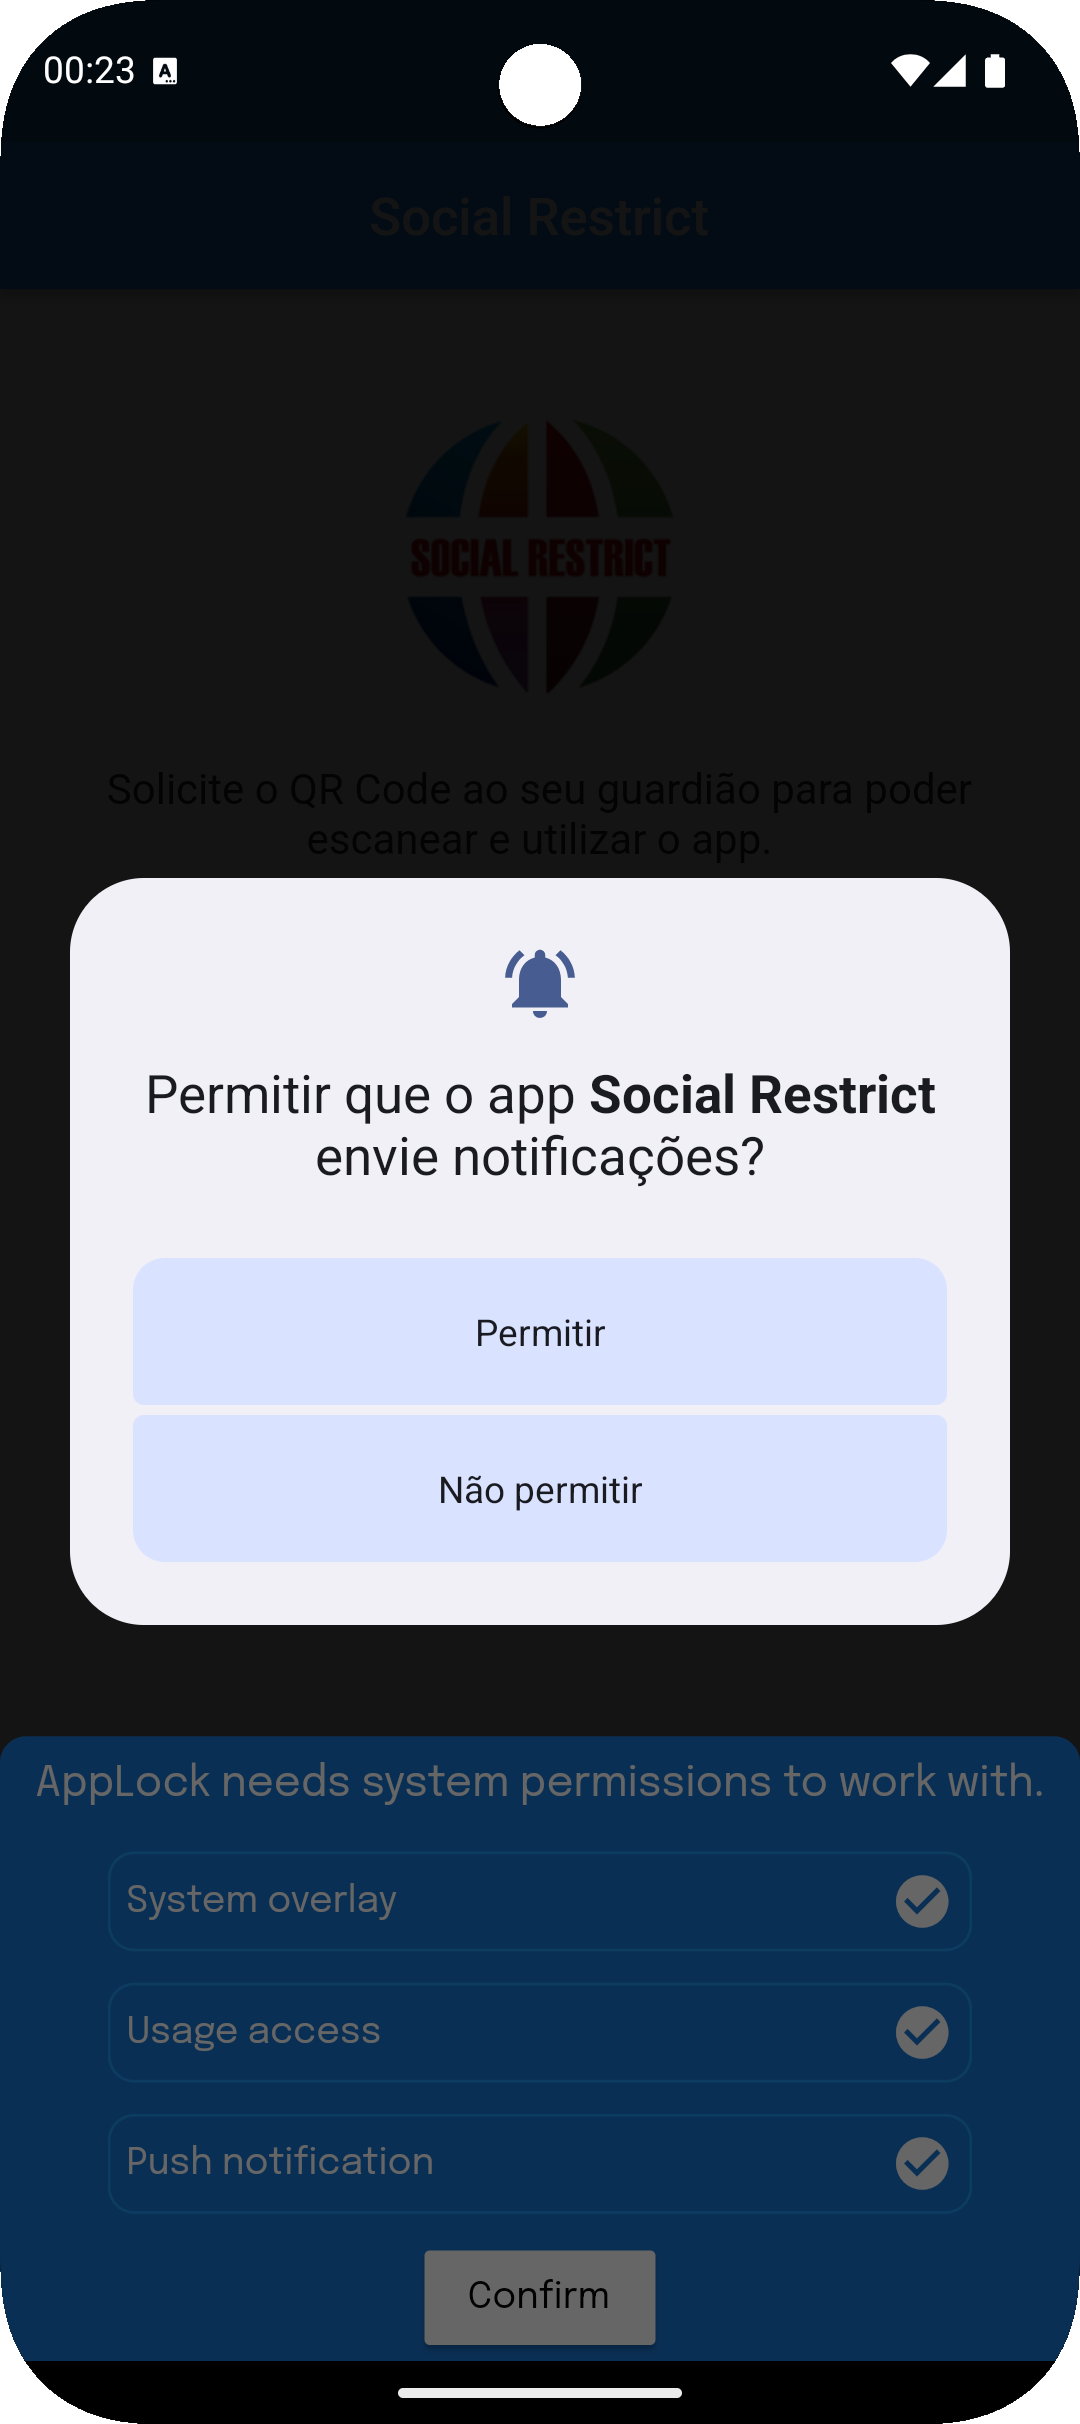 00:23
Social Restrict
SOCIAL RESTRICT
Solicite o QR Code ao seu guardião para poder
escanear e utilizar o app.
Permitir que o app Social Restrict
envie notificações?
Permitir
Não permitir
AppLock needs system permissions to work with.
System overlay
Usage access
Push notification
Confirm